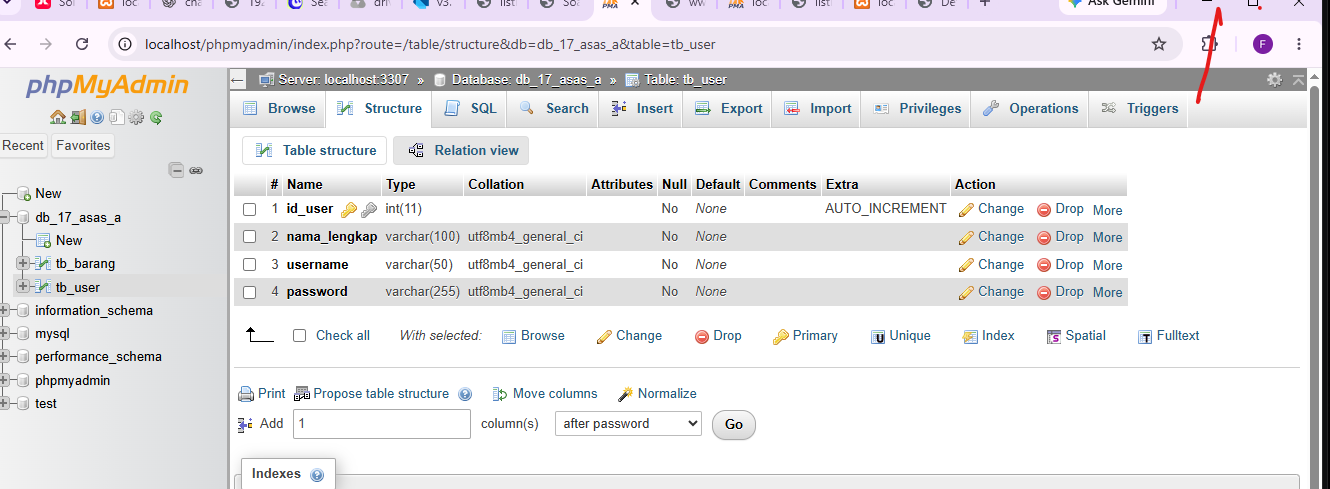 Ask Gemini
localhost/phpmyadmin/index.php?route=/table/structure&db=db_17_asas_a&table=tb_user
F
phpMyAdmin
Recent Favorites
New
db_17_asas_a
New
tb_barang
tb_user
information_schema
mysql
performance_schema
phpmyadmin
test
Server: localhost:3307 » Database: db_17_asas_a » Table: tb_user
Browse Structure SQL Search Insert Export Import Privileges Operations Triggers
Table structure Relation view
# Name Type Collation Attributes Null Default Comments Extra Action
1 id_user int(11) No None AUTO_INCREMENT Change Drop More
2 nama_lengkap varchar(100) utf8mb4_general_ci No None Change Drop More
3 username varchar(50) utf8mb4_general_ci No None Change Drop More
4 password varchar(255) utf8mb4_general_ci No None Change Drop More
Check all With selected: Browse Change Drop Primary Unique Index Spatial Fulltext
Print Propose table structure Move columns Normalize
Add 1 column(s) after password Go
Indexes